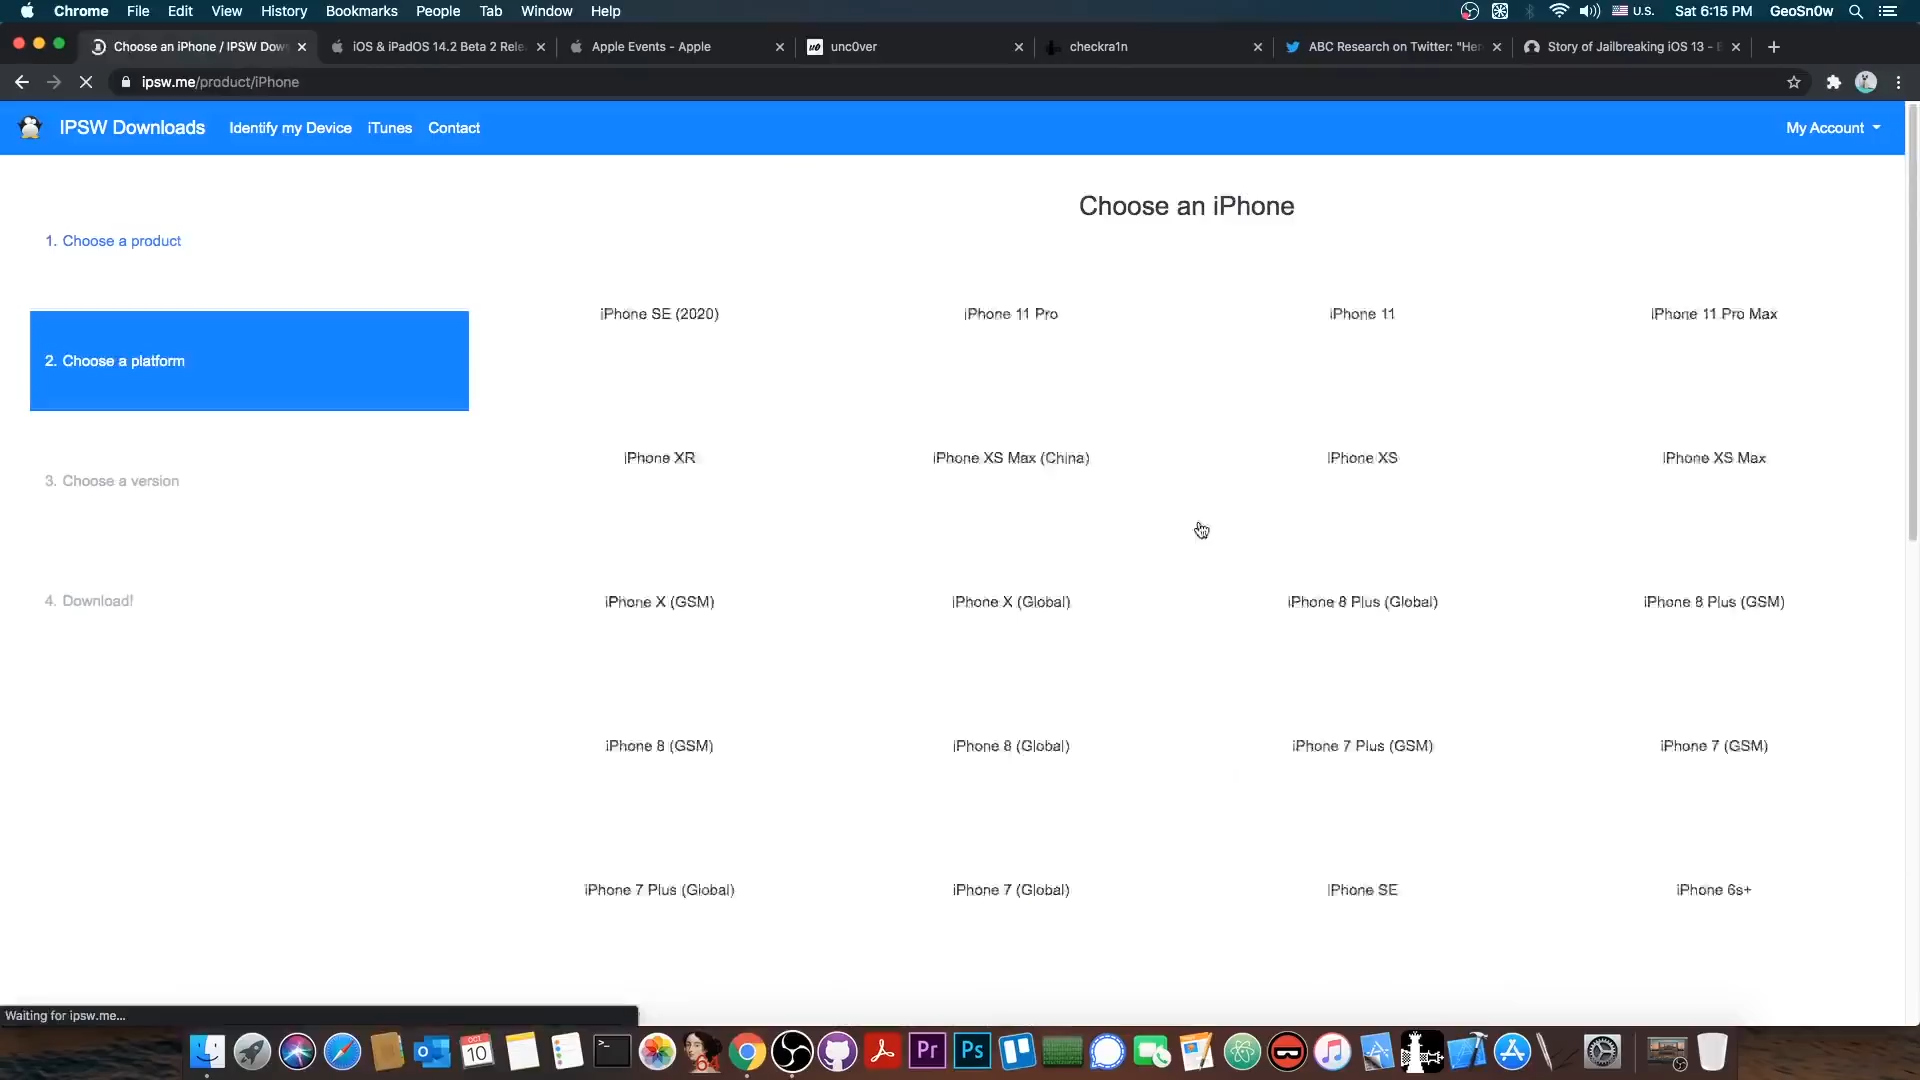 Chrome File Edit View History Bookmarks People Tab Window Help U.S. Sat 6:15 PM GeoSn0w
Choose an iPhone / IPSW Dow iOS & iPadOS 14.2 Beta 2 Rele Apple Events - Apple unc0ver checkra1n ABC Research on Twitter: "Her Story of Jailbreaking iOS 13 -
ipsw.me/product/iPhone
IPSW Downloads Identify my Device iTunes Contact My Account
Choose an iPhone
1. Choose a product
iPhone SE (2020) iPhone 11 Pro iPhone 11 iPhone 11 Pro Max
2. Choose a platform
iPhone XR iPhone XS Max (China) iPhone XS iPhone XS Max
3. Choose a version
4. Download!
iPhone X (GSM) iPhone X (Global) iPhone 8 Plus (Global) iPhone 8 Plus (GSM)
iPhone 8 (GSM) iPhone 8 (Global) iPhone 7 Plus (GSM) iPhone 7 (GSM)
iPhone 7 Plus (Global) iPhone 7 (Global) iPhone SE iPhone 6s+
Waiting for ipsw.me...
OCT
10
64
Pr Ps